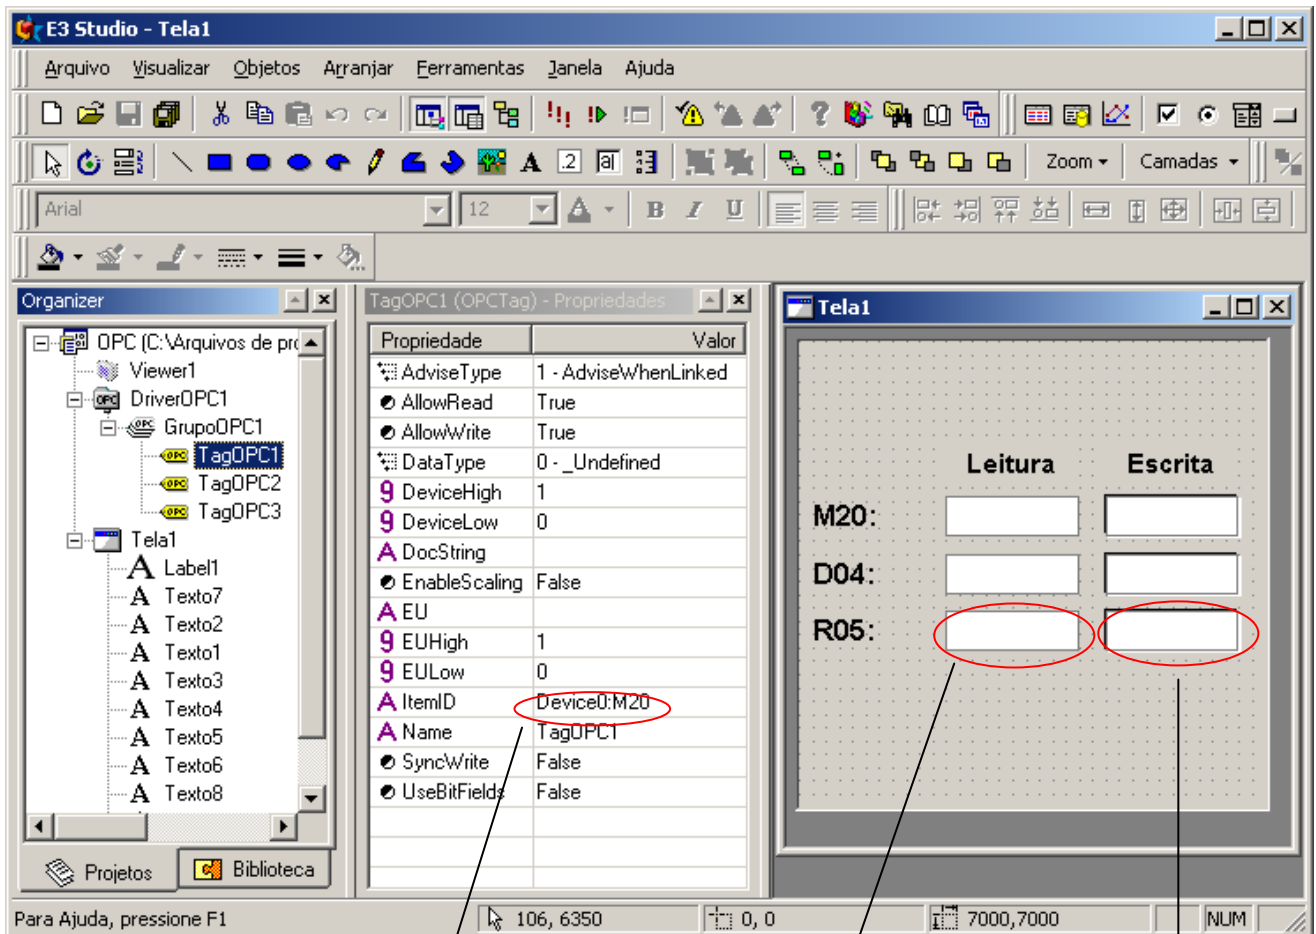 E3 Studio - Tela1
Arquivo Visualizar Objetos Arranjar Ferramentas Janela Ajuda
Zoom Camadas
Arial 12
Organizer
OPC (C:\Arquivos de pro
Viewer1
DriverOPC1
GrupoOPC1
TagOPC1
TagOPC2
TagOPC3
Tela1
Label1
Texto7
Texto2
Texto1
Texto3
Texto4
Texto5
Texto6
Texto8
Projetos Biblioteca
TagOPC1 (OPCTag) - Propriedades
Propriedade Valor
AdviseType 1 - AdviseWhenLinked
AllowRead True
AllowWrite True
DataType 0 - _Undefined
DeviceHigh 1
DeviceLow 0
DocString
EnableScaling False
EU
EUHigh 1
EULow 0
ItemID Device0:M20
Name TagOPC1
SyncWrite False
UseBitFields False
Tela1
Leitura Escrita
M20:
D04:
R05:
Para Ajuda, pressione F1 106, 6350 0, 0 7000,7000 NUM